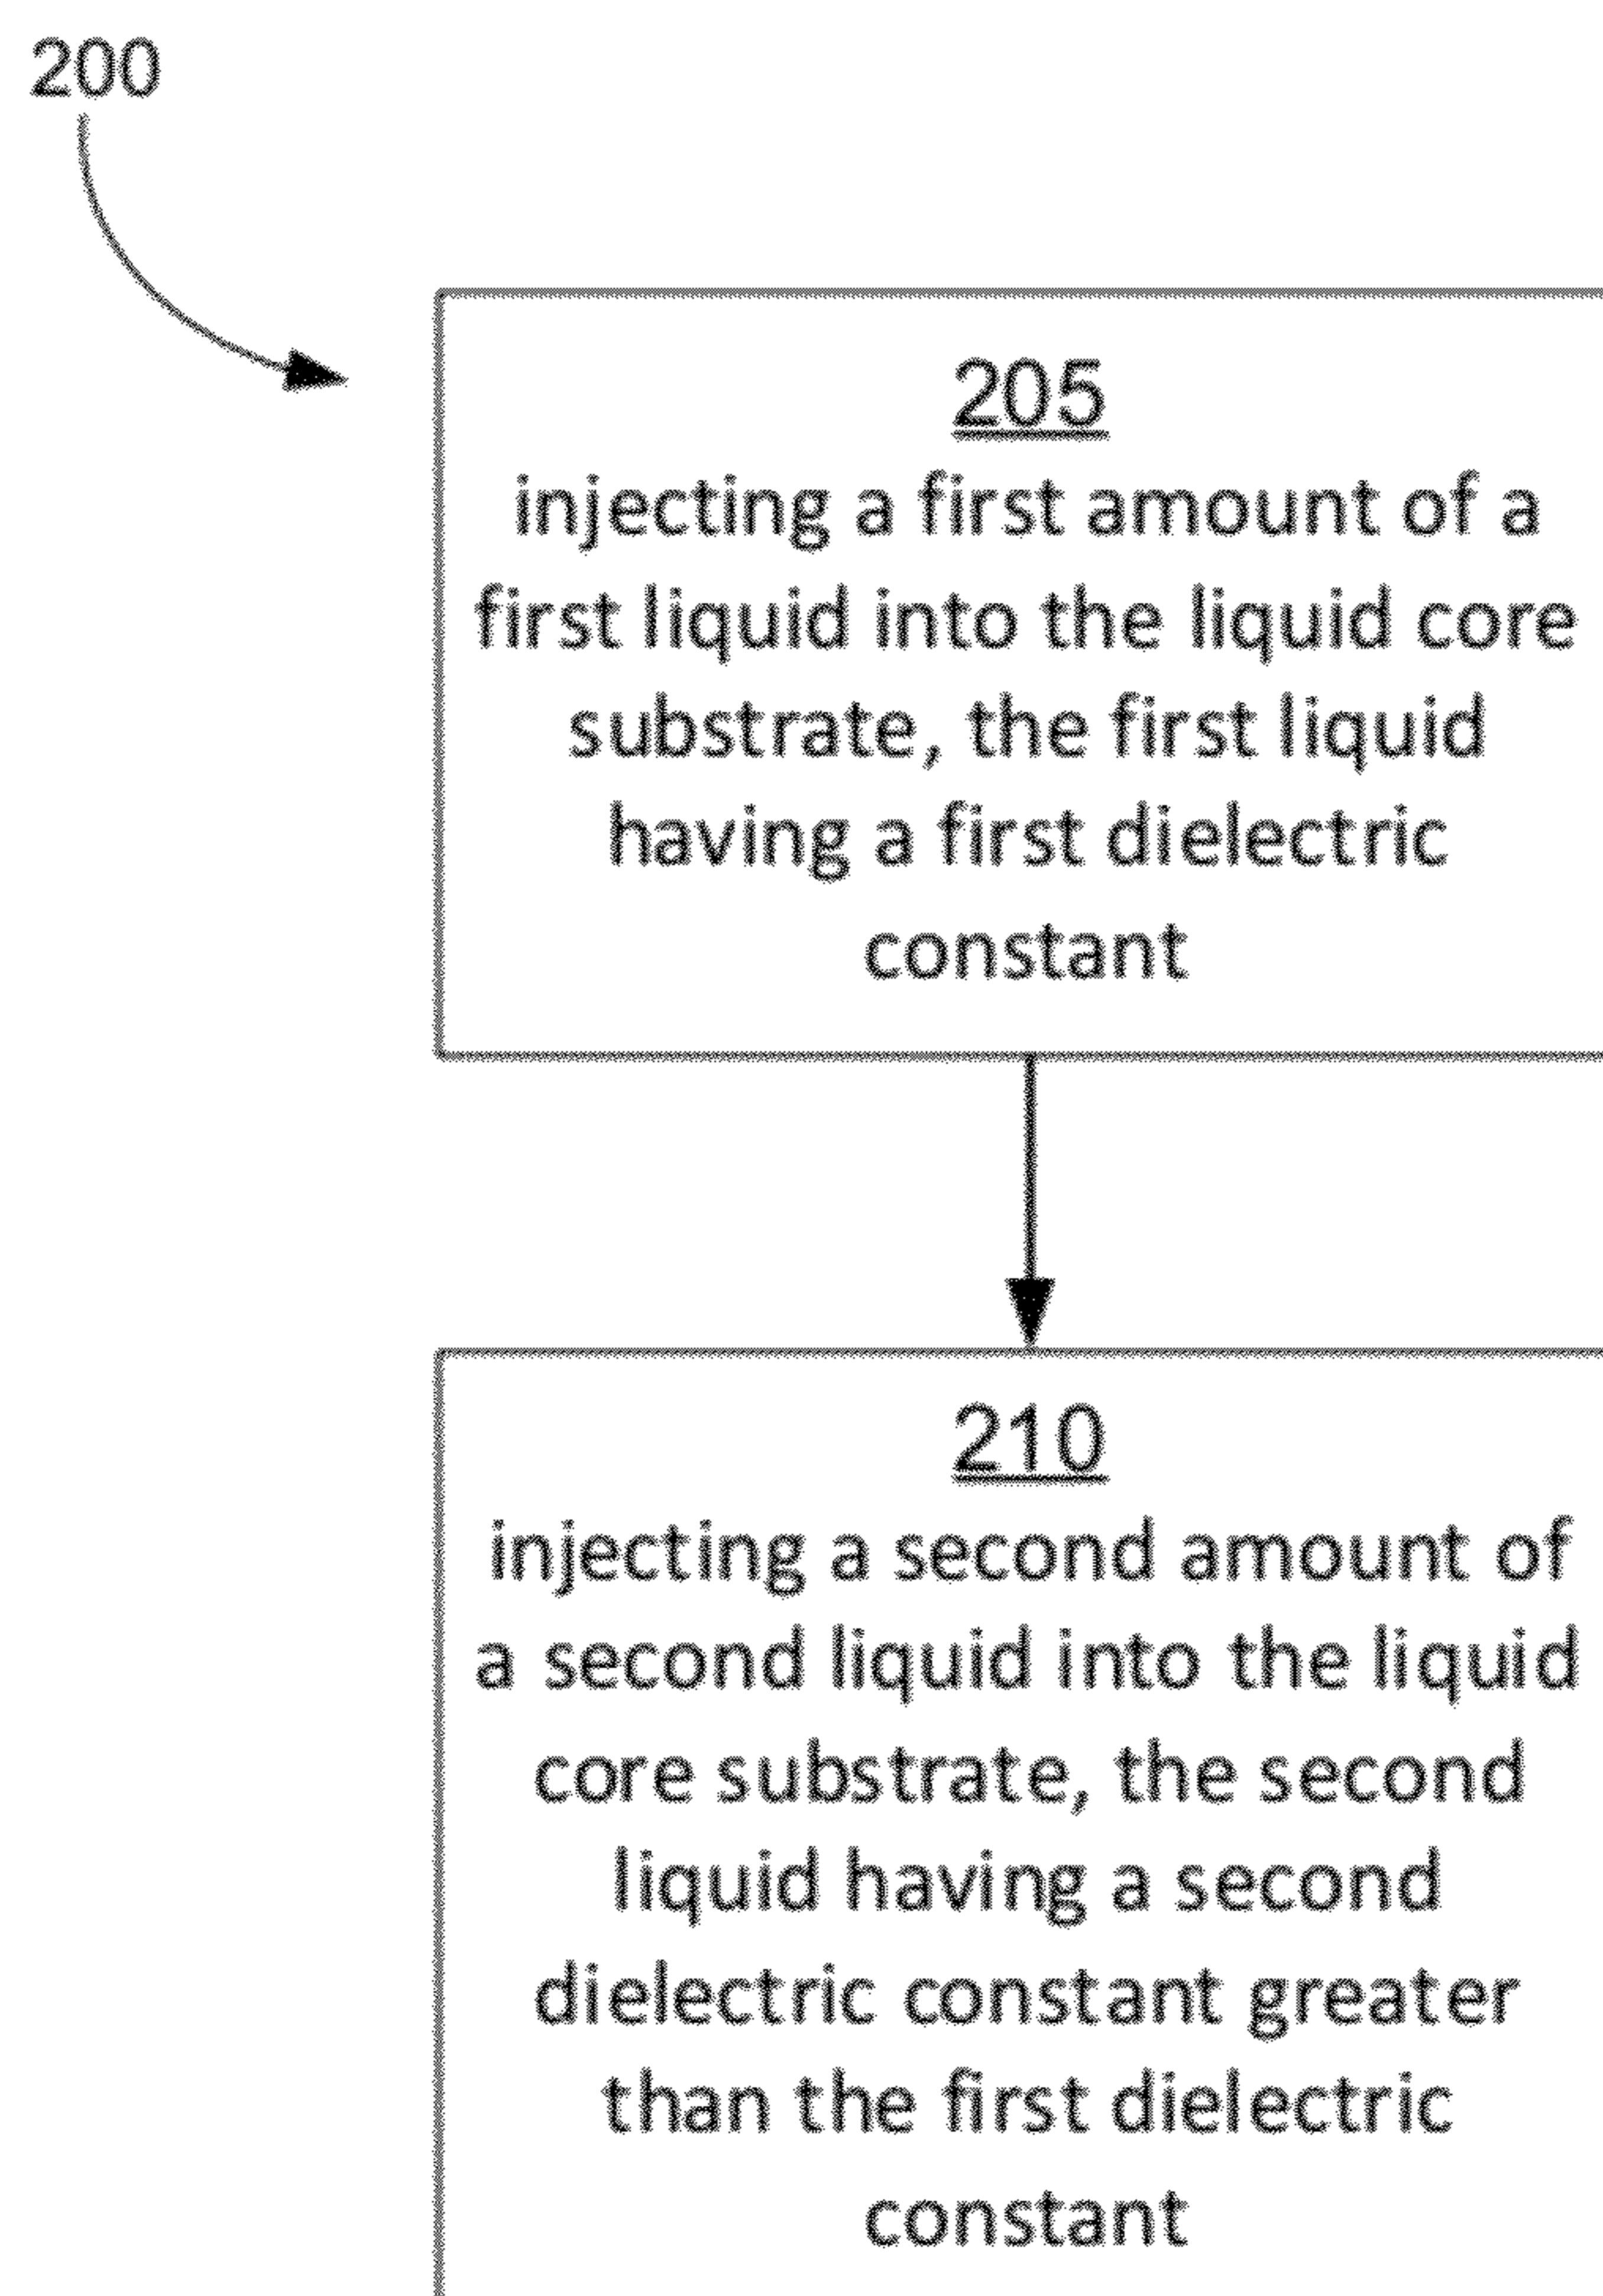 200
205
injecting a first amount of a
first liquid into the liquid core
substrate, the first liquid
having a first dielectric
constant
210
injecting a second amount of
a second liquid into the liquid
core substrate, the second
liquid having a second
dielectric constant greater
than the first dielectric
constant